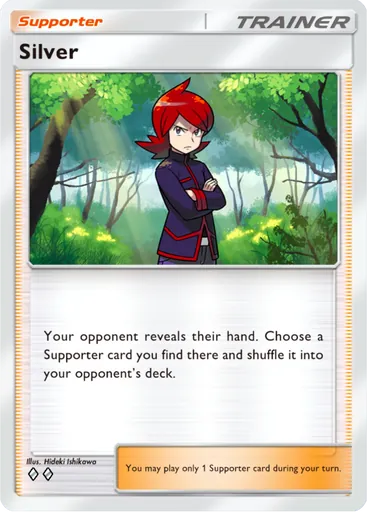 Supporter
TRAINER
Silver
Your opponent reveals their hand. Choose a
Supporter card you find there and shuffle it into
your opponent's deck.
Illus. Hideki Ishikawa
You may play only 1 Supporter card during your turn.